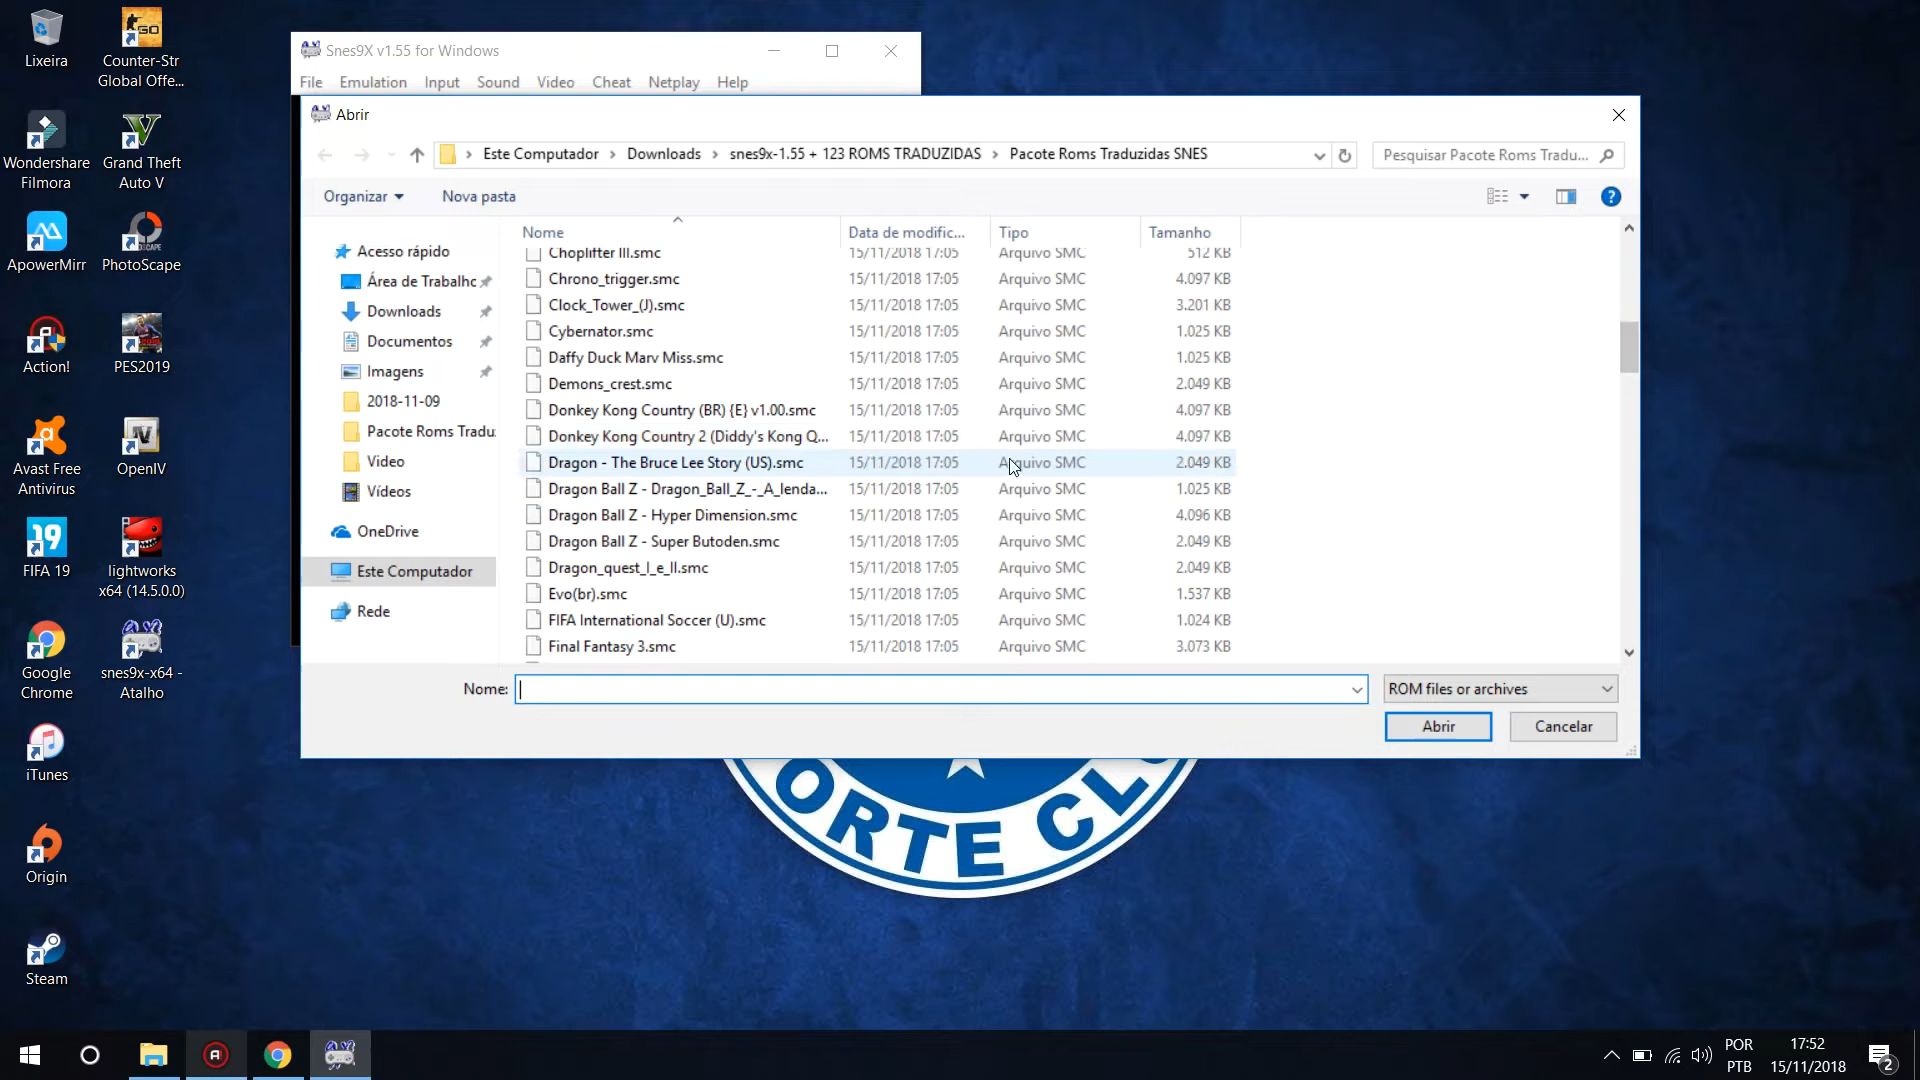 Lixeira
Counter-Str
Global Offe...
Wondershare
Filmora
Grand Theft
Auto V
ApowerMirr
PhotoScape
Action!
PES2019
Avast Free
Antivirus
OpenIV
FIFA 19
lightworks
x64 (14.5.0.0)
Google
Chrome
snes9x-x64 -
Atalho
iTunes
Origin
Steam
Snes9X v1.55 for Windows
File Emulation Input Sound Video Cheat Netplay Help
Abrir
Este Computador > Downloads > snes9x-1.55 + 123 ROMS TRADUZIDAS > Pacote Roms Traduzidas SNES
Pesquisar Pacote Roms Tradu...
Organizar Nova pasta
Acesso rápido
Área de Trabalhc
Downloads
Documentos
Imagens
2018-11-09
Pacote Roms Tradu
Video
Vídeos
OneDrive
Este Computador
Rede
Nome Data de modific... Tipo Tamanho
Choplifter III.smc 15/11/2018 17:05 Arquivo SMC 512 KB
Chrono_trigger.smc 15/11/2018 17:05 Arquivo SMC 4.097 KB
Clock_Tower_(J).smc 15/11/2018 17:05 Arquivo SMC 3.201 KB
Cybernator.smc 15/11/2018 17:05 Arquivo SMC 1.025 KB
Daffy Duck Marv Miss.smc 15/11/2018 17:05 Arquivo SMC 1.025 KB
Demons_crest.smc 15/11/2018 17:05 Arquivo SMC 2.049 KB
Donkey Kong Country (BR) {E} v1.00.smc 15/11/2018 17:05 Arquivo SMC 4.097 KB
Donkey Kong Country 2 (Diddy's Kong Q... 15/11/2018 17:05 Arquivo SMC 4.097 KB
Dragon - The Bruce Lee Story (US).smc 15/11/2018 17:05 Arquivo SMC 2.049 KB
Dragon Ball Z - Dragon_Ball_Z_-_A_lenda... 15/11/2018 17:05 Arquivo SMC 1.025 KB
Dragon Ball Z - Hyper Dimension.smc 15/11/2018 17:05 Arquivo SMC 4.096 KB
Dragon Ball Z - Super Butoden.smc 15/11/2018 17:05 Arquivo SMC 2.049 KB
Dragon_quest_I_e_II.smc 15/11/2018 17:05 Arquivo SMC 2.049 KB
Evo(br).smc 15/11/2018 17:05 Arquivo SMC 1.537 KB
FIFA International Soccer (U).smc 15/11/2018 17:05 Arquivo SMC 1.024 KB
Final Fantasy 3.smc 15/11/2018 17:05 Arquivo SMC 3.073 KB
Nome:
ROM files or archives
Abrir Cancelar
ORTE CL
POR
PTB
17:52
15/11/2018
2